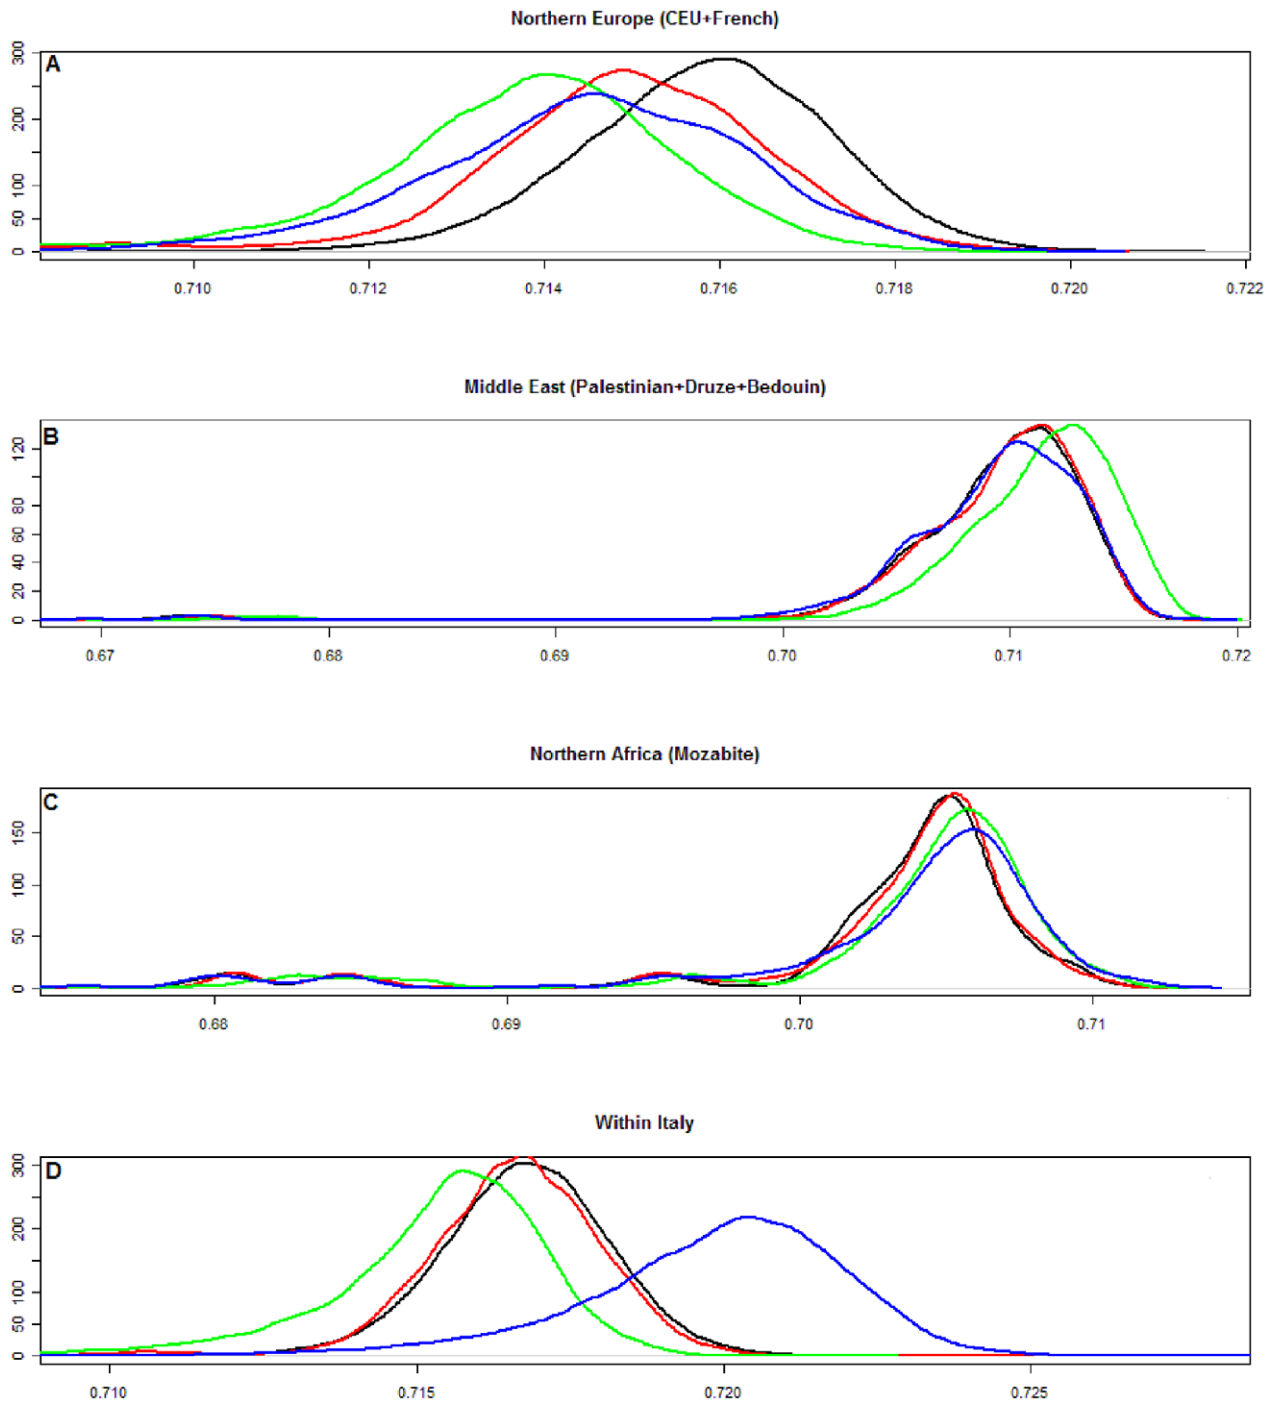 Northern Europe (CEU+French)
A
300
200
100
50
0
0.710 0.712 0.714 0.716 0.718 0.720 0.722
Middle East (Palestinian+Druze+Bedouin)
B
120
80
60
40
20
0
0.67 0.68 0.69 0.70 0.71 0.72
Northern Africa (Mozabite)
C
150
100
50
0
0.68 0.69 0.70 0.71
Within Italy
D
300
200
100
50
0
0.710 0.715 0.720 0.725